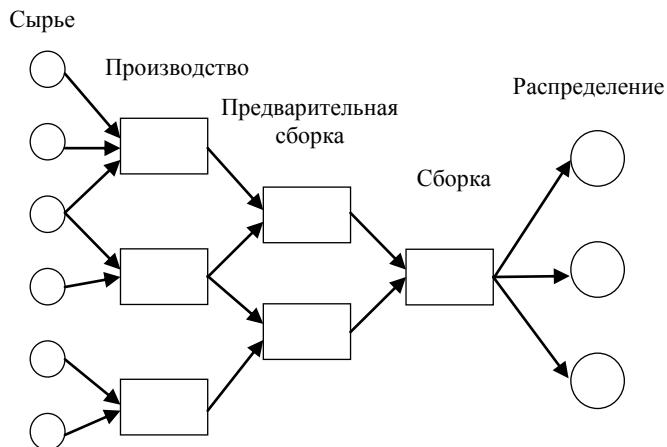 Сырье
Производство
Предварительная
сборка
Сборка
Распределение